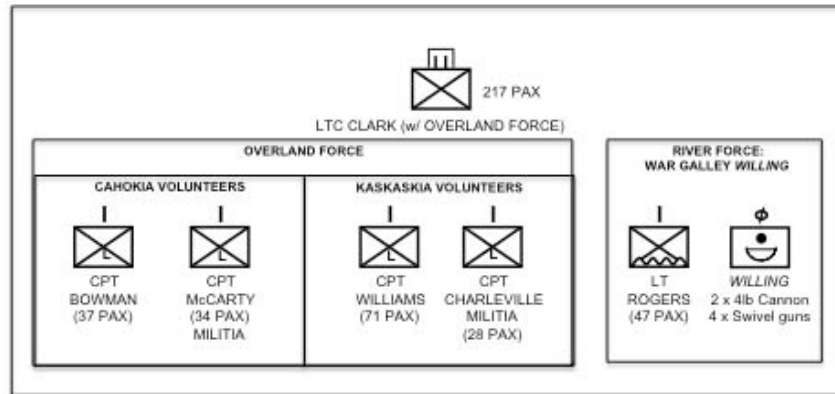 217 PAX
LTC CLARK (w/ OVERLAND FORCE)
OVERLAND FORCE
CAHOKIA VOLUNTEERS
L
CPT
BOWMAN
(37 PAX)
L
CPT
McCARTY
(34 PAX)
MILITIA
KASKASKIA VOLUNTEERS
L
CPT
WILLIAMS
(71 PAX)
L
CPT
CHARLEVILLE
MILITIA
(28 PAX)
RIVER FORCE:
WAR GALLEY WILLING
LT
ROGERS
(47 PAX)
WILLING
2 x 4lb Cannon
4 x Swivel guns